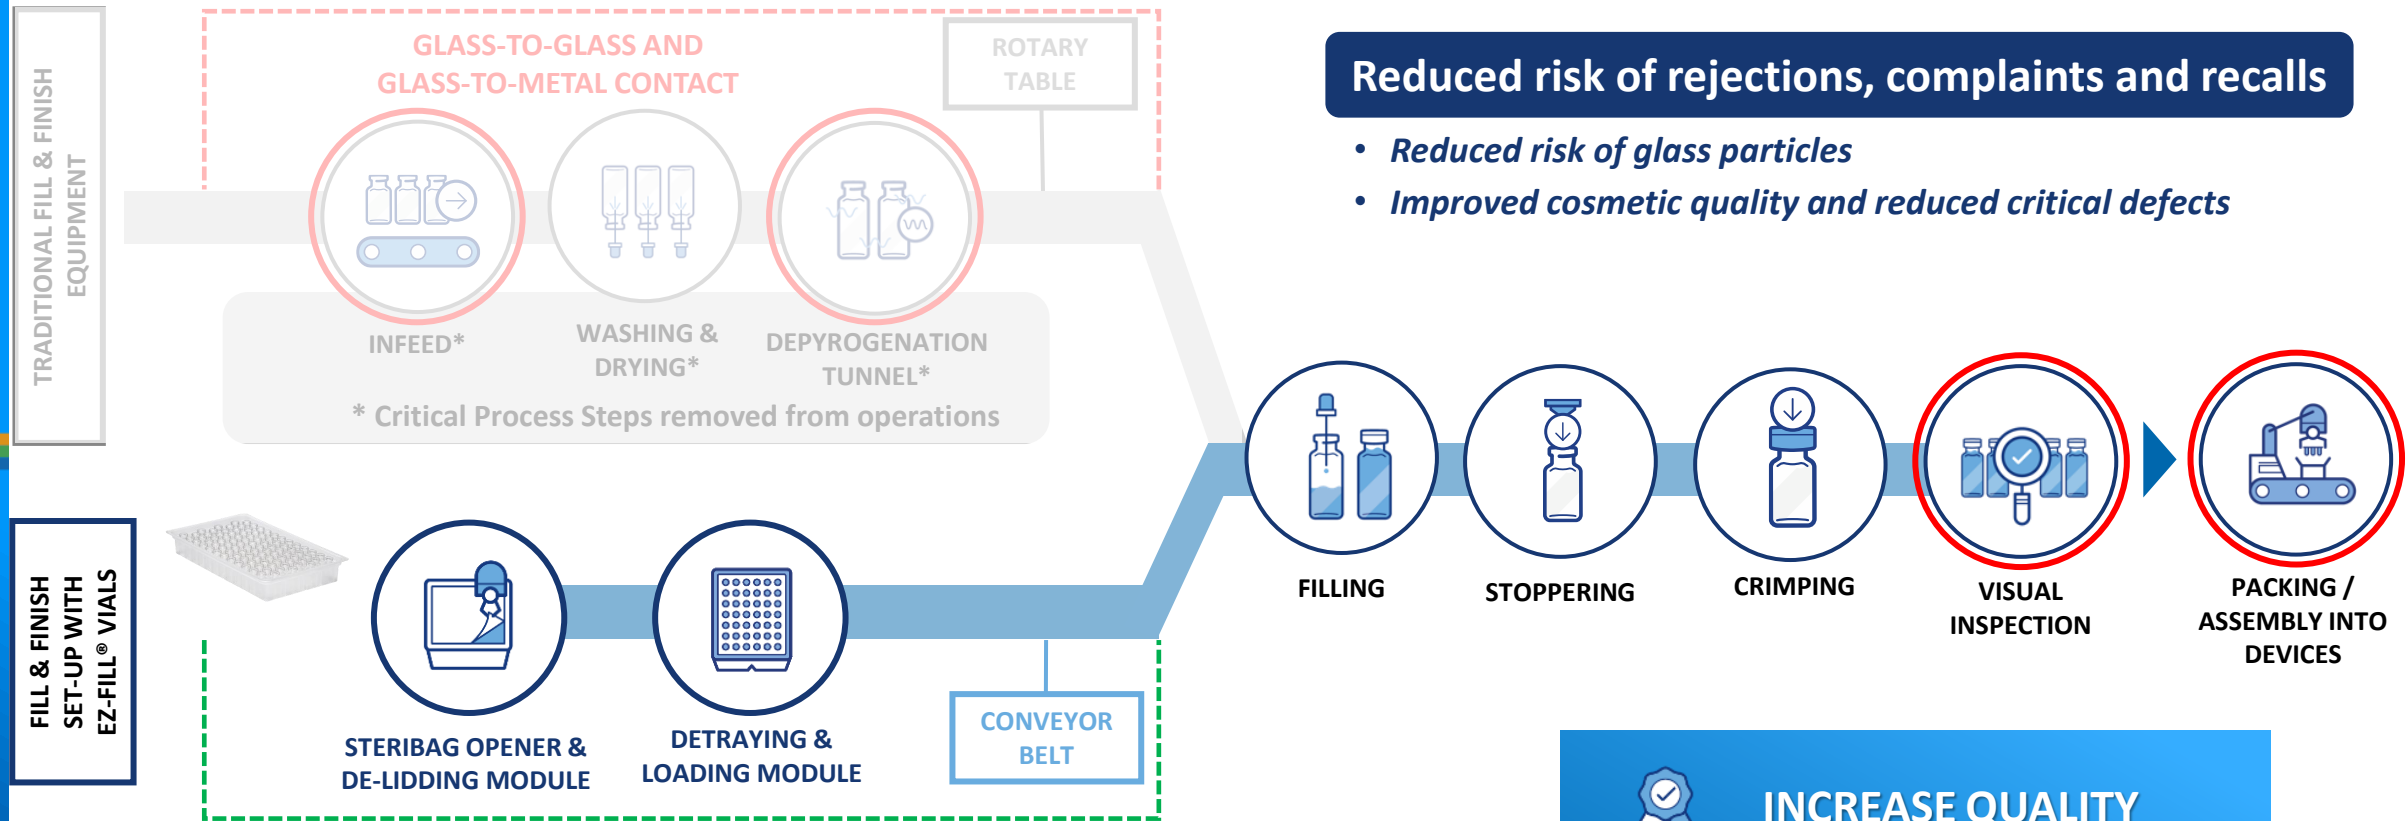 TRADITIONAL FILL & FINISH
EQUIPMENT
GLASS-TO-GLASS AND
GLASS-TO-METAL CONTACT
ROTARY
TABLE
INFEED*
WASHING &
DRYING*
DEPYROGENATION
TUNNEL*
* Critical Process Steps removed from operations
Reduced risk of rejections, complaints and recalls
• Reduced risk of glass particles
• Improved cosmetic quality and reduced critical defects
FILL & FINISH
SET-UP WITH
EZ-FILL® VIALS
STERIBAG OPENER &
DE-LIDDING MODULE
DETRAYING &
LOADING MODULE
CONVEYOR
BELT
FILLING
STOPPERING
CRIMPING
VISUAL
INSPECTION
PACKING /
ASSEMBLY INTO
DEVICES
INCREASE QUALITY